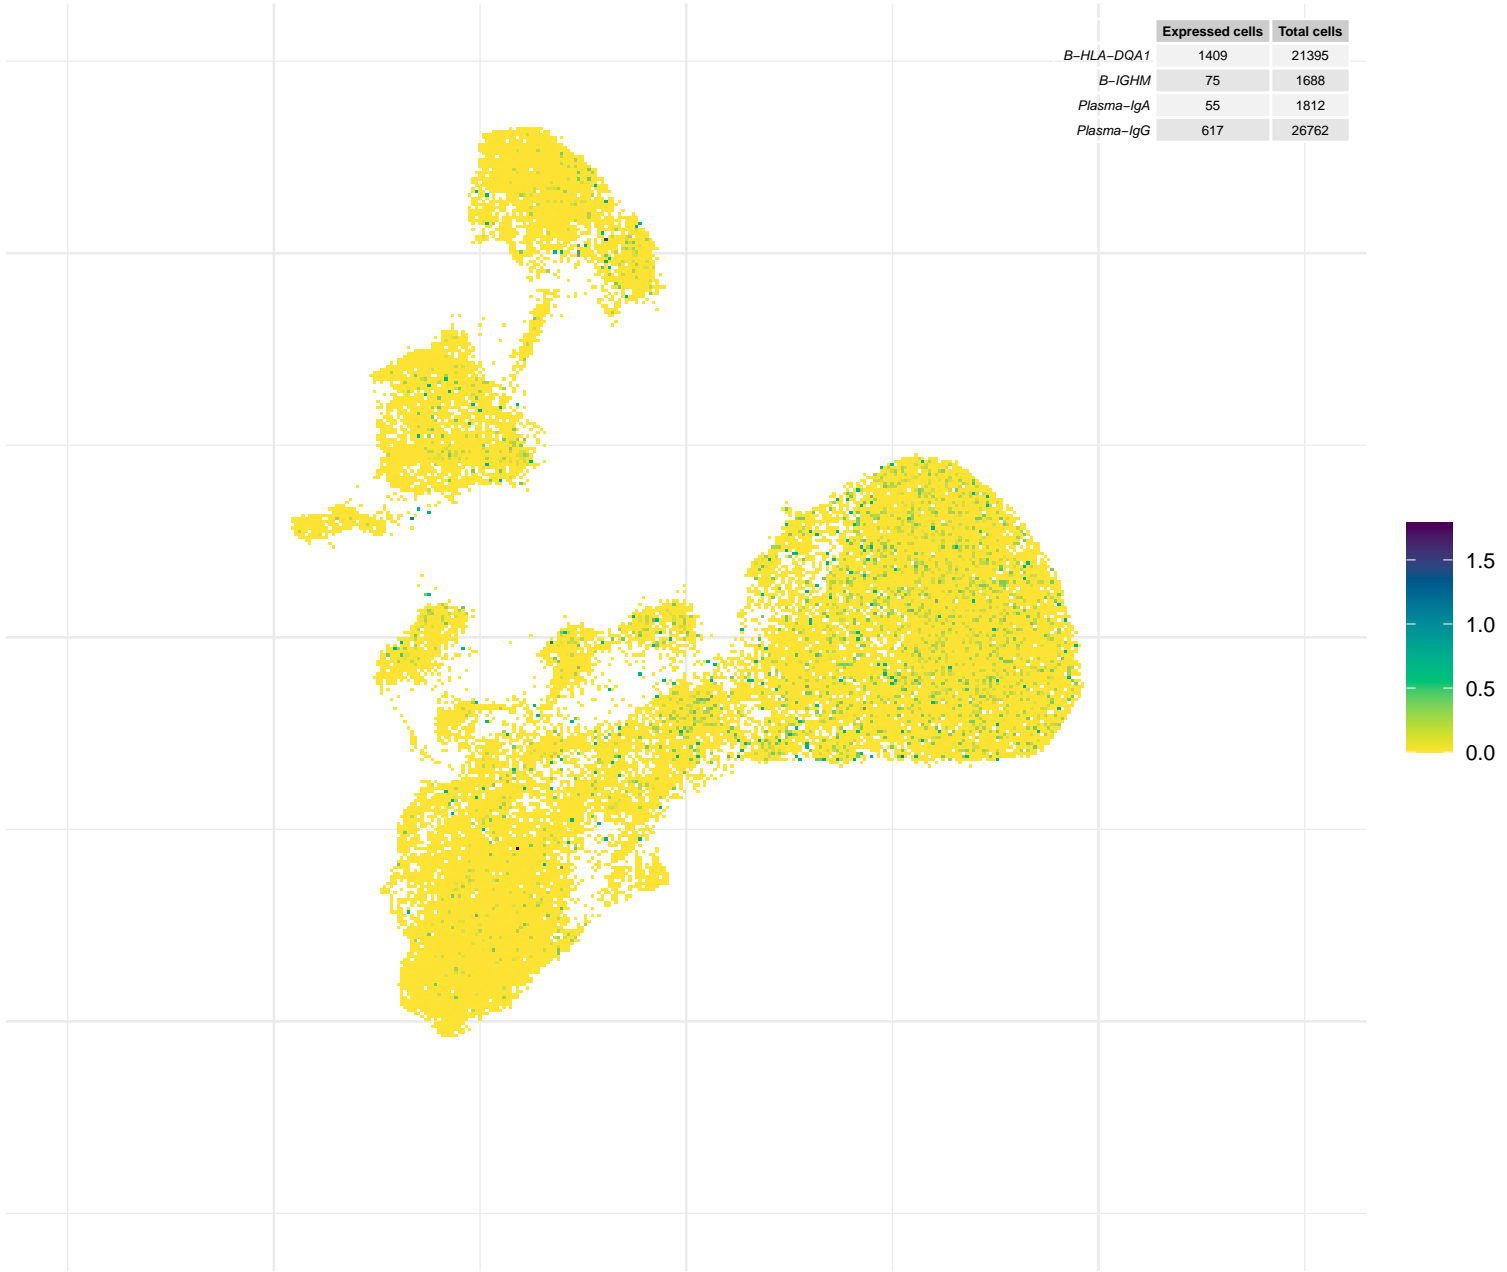 Expressed cells Total cells
B−HLA−DQA1 1409 21395
B−IGHM 75 1688
Plasma−IgA 55 1812
Plasma−IgG 617 26762
1.5
1.0
0.5
0.0